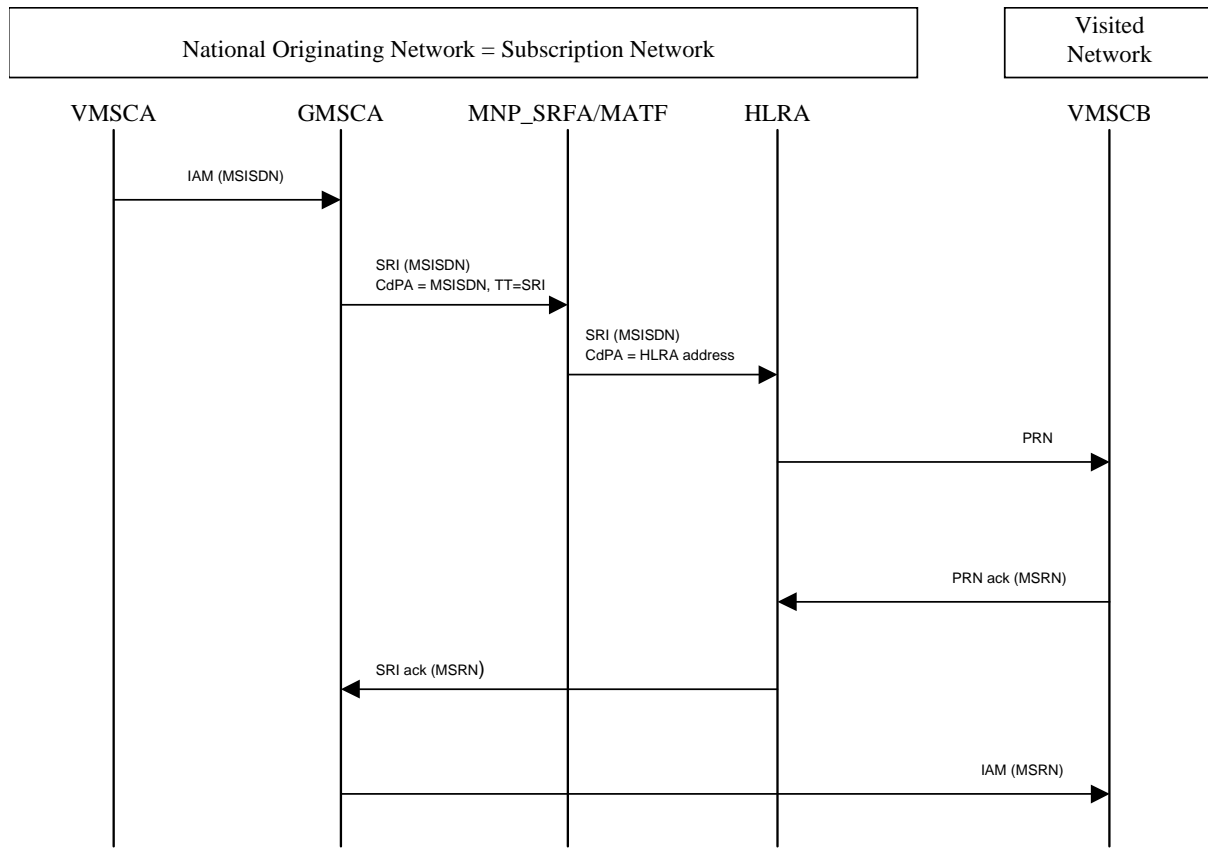 National Originating Network = Subscription Network
Visited
Network
VMSCA
GMSCA
MNP_SRFA/MATF
HLRA
VMSCB
IAM (MSISDN)
SRI (MSISDN)
CdPA = MSISDN, TT=SRI
SRI (MSISDN)
CdPA = HLRA address
PRN
PRN ack (MSRN)
SRI ack (MSRN)
IAM (MSRN)